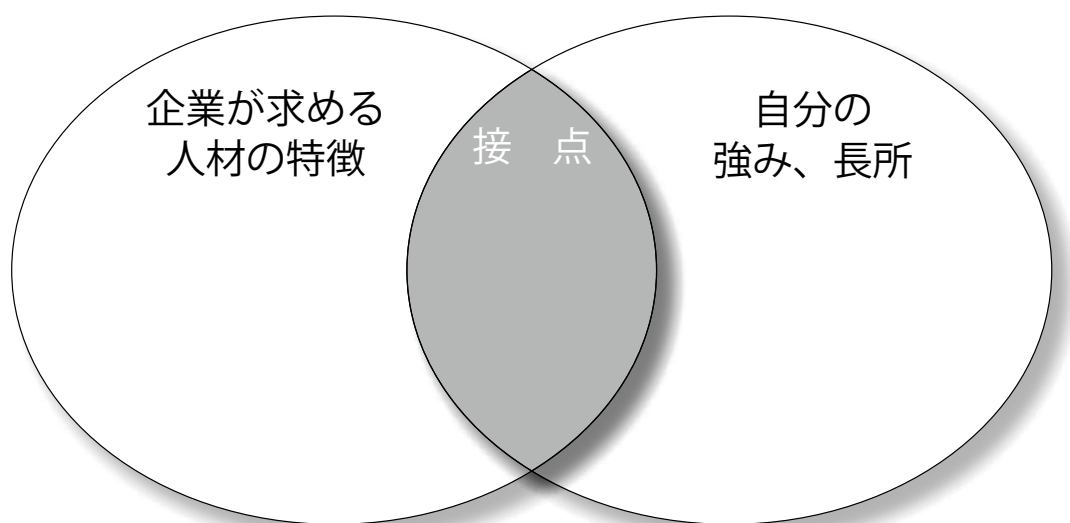 企業が求める
人材の特徴
接　点
自分の
強み、長所